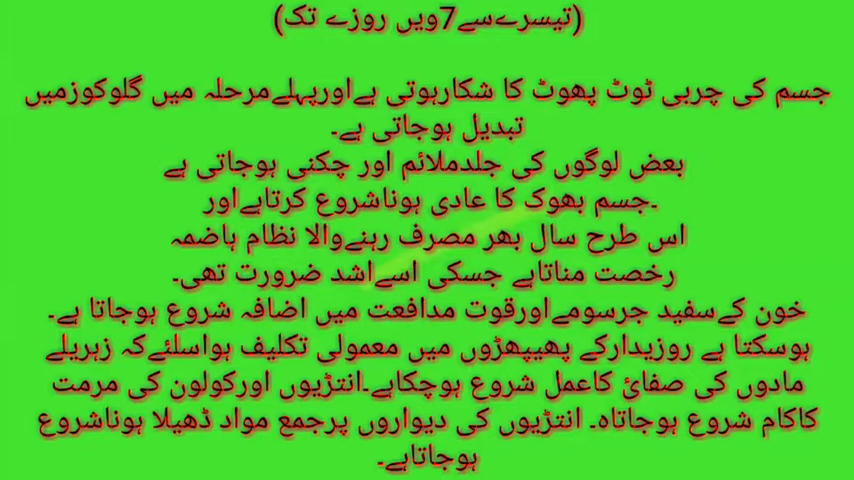 (تیسرےسے7ویں روزے تک)
جسم کی چربی ٹوٹ پھوٹ کا شکارہوتی ہےاورپہلےمرحلہ میں گلوکوزمیں
تبدیل ہوجاتی ہے۔
بعض لوگوں کی جلدملائم اور چکنی ہوجاتی ہے
۔جسم بھوک کا عادی ہوناشروع کرتاہےاور
اس طرح سال بھر مصرف رہنےوالا نظام ہاضمہ
رخصت مناتاہے جسکی اسےاشد ضرورت تھی۔
خون کےسفید جرسومےاورقوت مدافعت میں اضافہ شروع ہوجاتا ہے۔
ہوسکتا ہے روزیدارکے پھیپھڑوں میں معمولی تکلیف ہواسلئےکہ زہریلے
مادوں کی صفائ کاعمل شروع ہوچکاہے۔انتڑیوں اورکولون کی مرمت
کاکام شروع ہوجاتاہ۔ انتڑیوں کی دیواروں پرجمع مواد ڈھیلا ہوناشروع
ہوجاتاہے۔